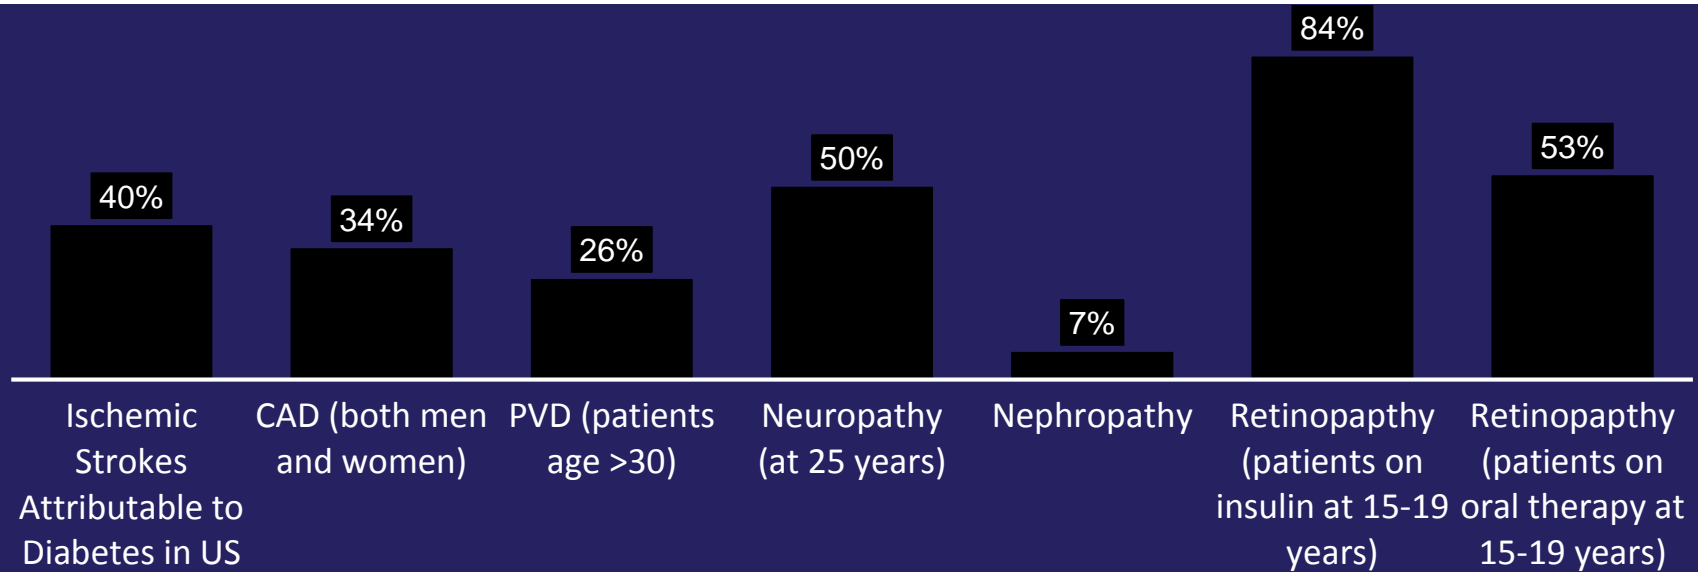 84%
53%
50%
40%
34%
26%
7%
Ischemic
Strokes
Attributable to
Diabetes in US
CAD (both men
and women)
PVD (patients
age >30)
Neuropathy
(at 25 years)
Nephropathy
Retinopapthy
(patients on
insulin at 15-19
years)
Retinopapthy
(patients on
oral therapy at
15-19 years)